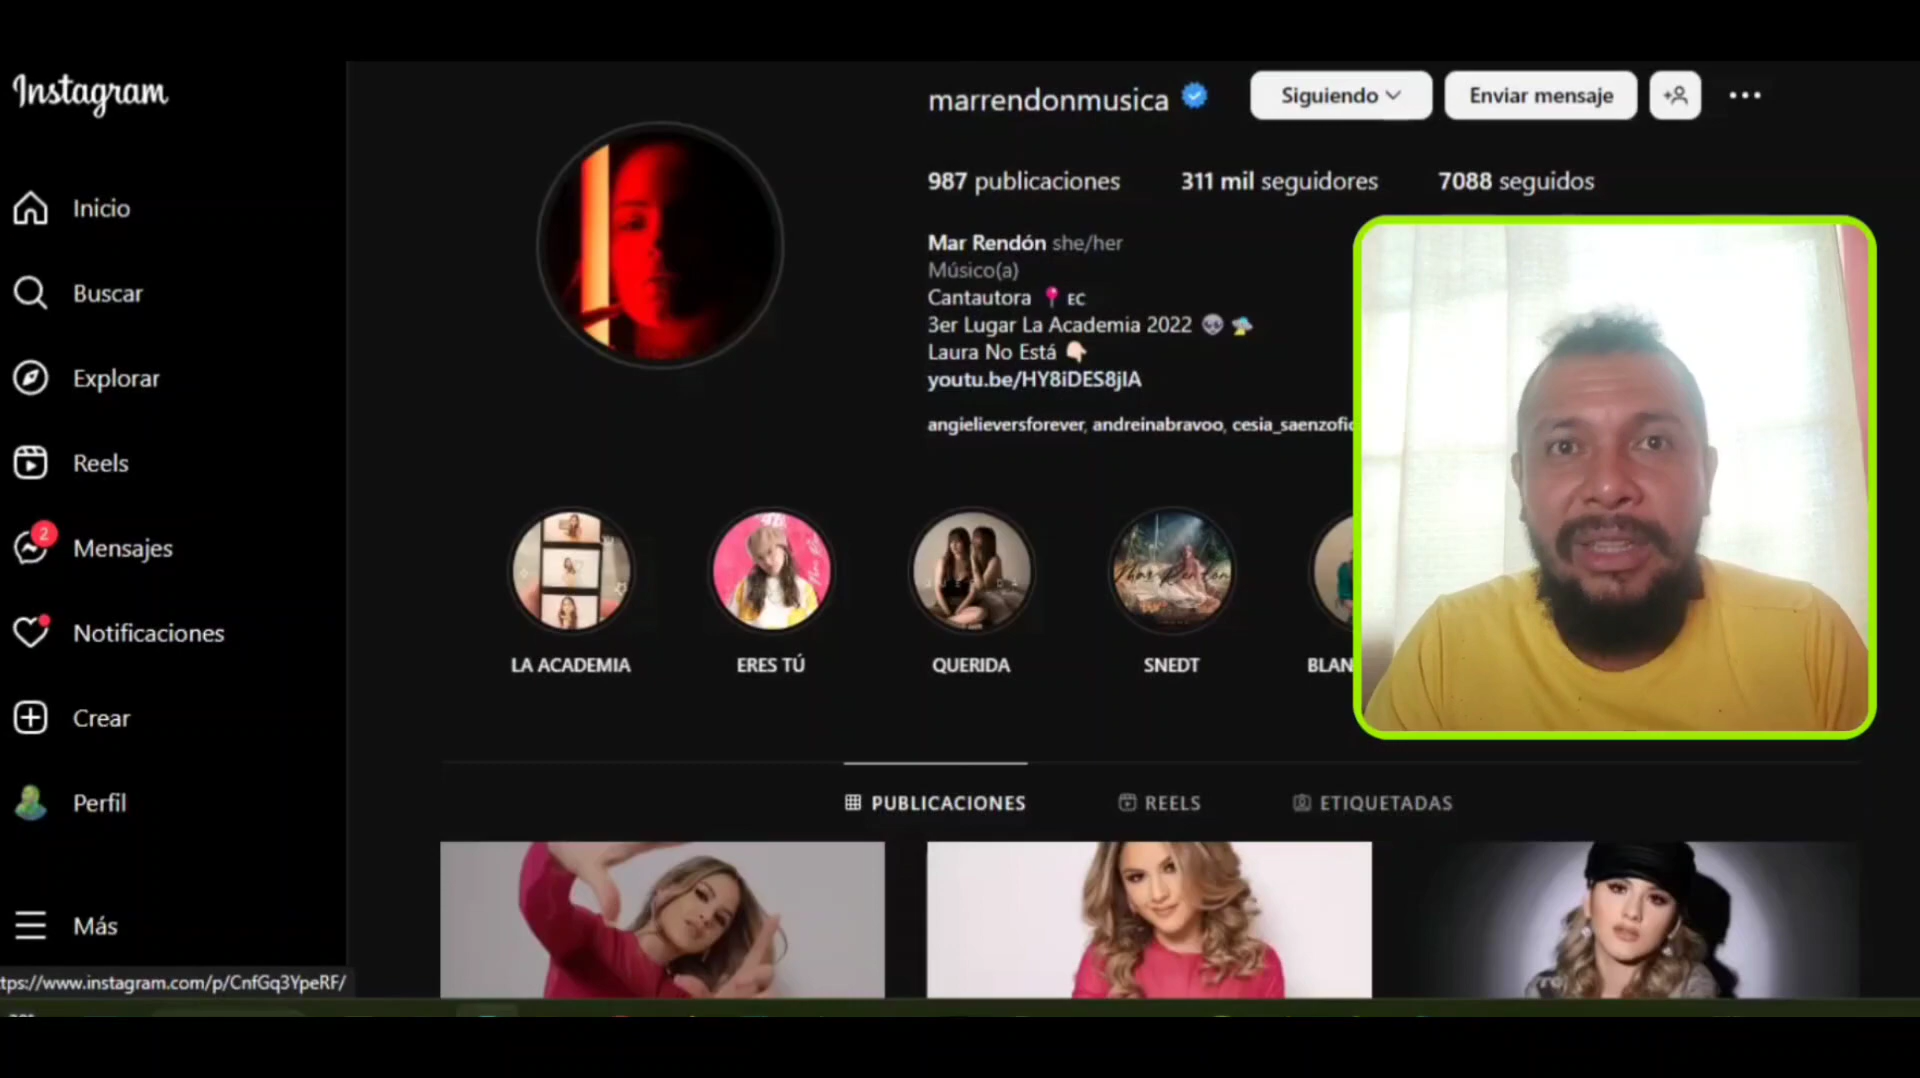 Instagram
Inicio
Buscar
Explorar
Reels
2
Mensajes
Notificaciones
Crear
Perfil
Más
tps://www.instagram.com/p/CnfGq3YpeRF/
marrendonmusica
Siguiendo
Enviar mensaje
987 publicaciones 311 mil seguidores 7088 seguidos
Mar Rendón she/her
Músico(a)
Cantautora 📍 EC
3er Lugar La Academia 2022 👽 🛸
Laura No Está 👇🏻
youtu.be/HY8iDES8jIA
angielieversforever, andreinabravoo, cesia_saenzofic
LA ACADEMIA
ERES TÚ
QUERIDA
SNEDT
BLAN
PUBLICACIONES
REELS
ETIQUETADAS